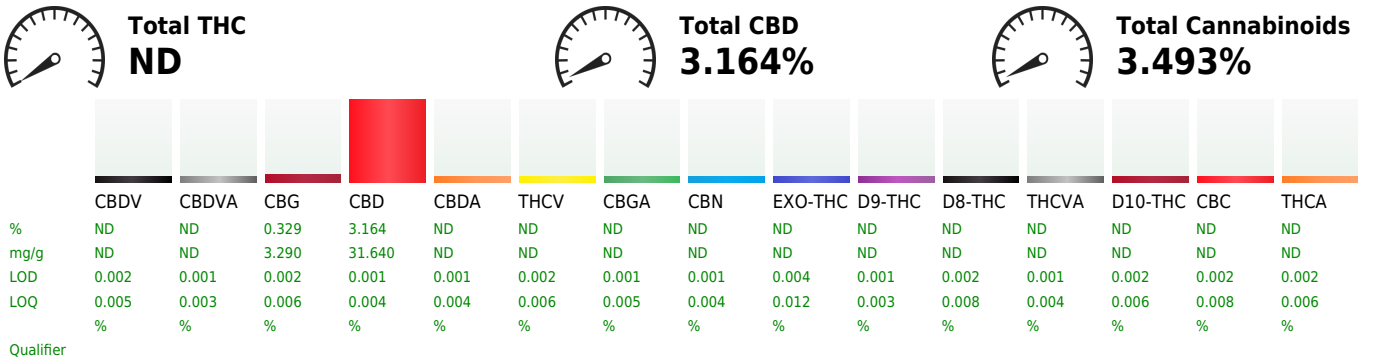 Total THC
ND
Total CBD
3.164%
Total Cannabinoids
3.493%
CBDV CBDVA CBG CBD CBDA THCV CBGA CBN EXO-THC D9-THC D8-THC THCVA D10-THC CBC THCA
% ND ND 0.329 3.164 ND ND ND ND ND ND ND ND ND ND ND
mg/g ND ND 3.290 31.640 ND ND ND ND ND ND ND ND ND ND ND
LOD 0.002 0.001 0.002 0.001 0.001 0.002 0.001 0.001 0.004 0.001 0.002 0.001 0.002 0.002 0.002
LOQ 0.005 0.003 0.006 0.004 0.004 0.006 0.005 0.004 0.012 0.003 0.008 0.004 0.006 0.008 0.006
% % % % % % % % % % % % % % %
Qualifier